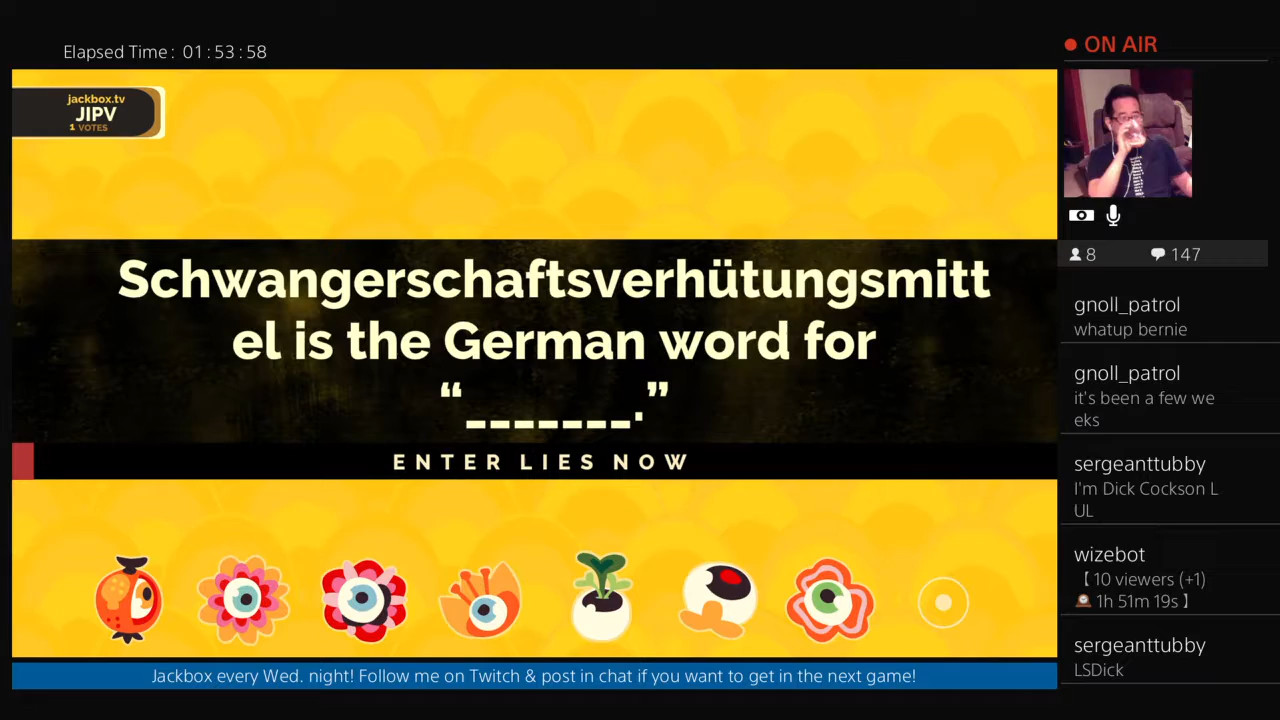 Elapsed Time: 01:53:58
ON AIR
jackbox.tv
JIPV
1 VOTES
Schwangerschaftsverhütungsmitt
el is the German word for
“_______.”
ENTER LIES NOW
8 147
gnoll_patrol
whatup bernie
gnoll_patrol
it's been a few we
eks
sergeanttubby
I'm Dick Cockson L
UL
wizebot
【 10 viewers (+1)
1h 51m 19s 】
sergeanttubby
LSDick
Jackbox every Wed. night! Follow me on Twitch & post in chat if you want to get in the next game!